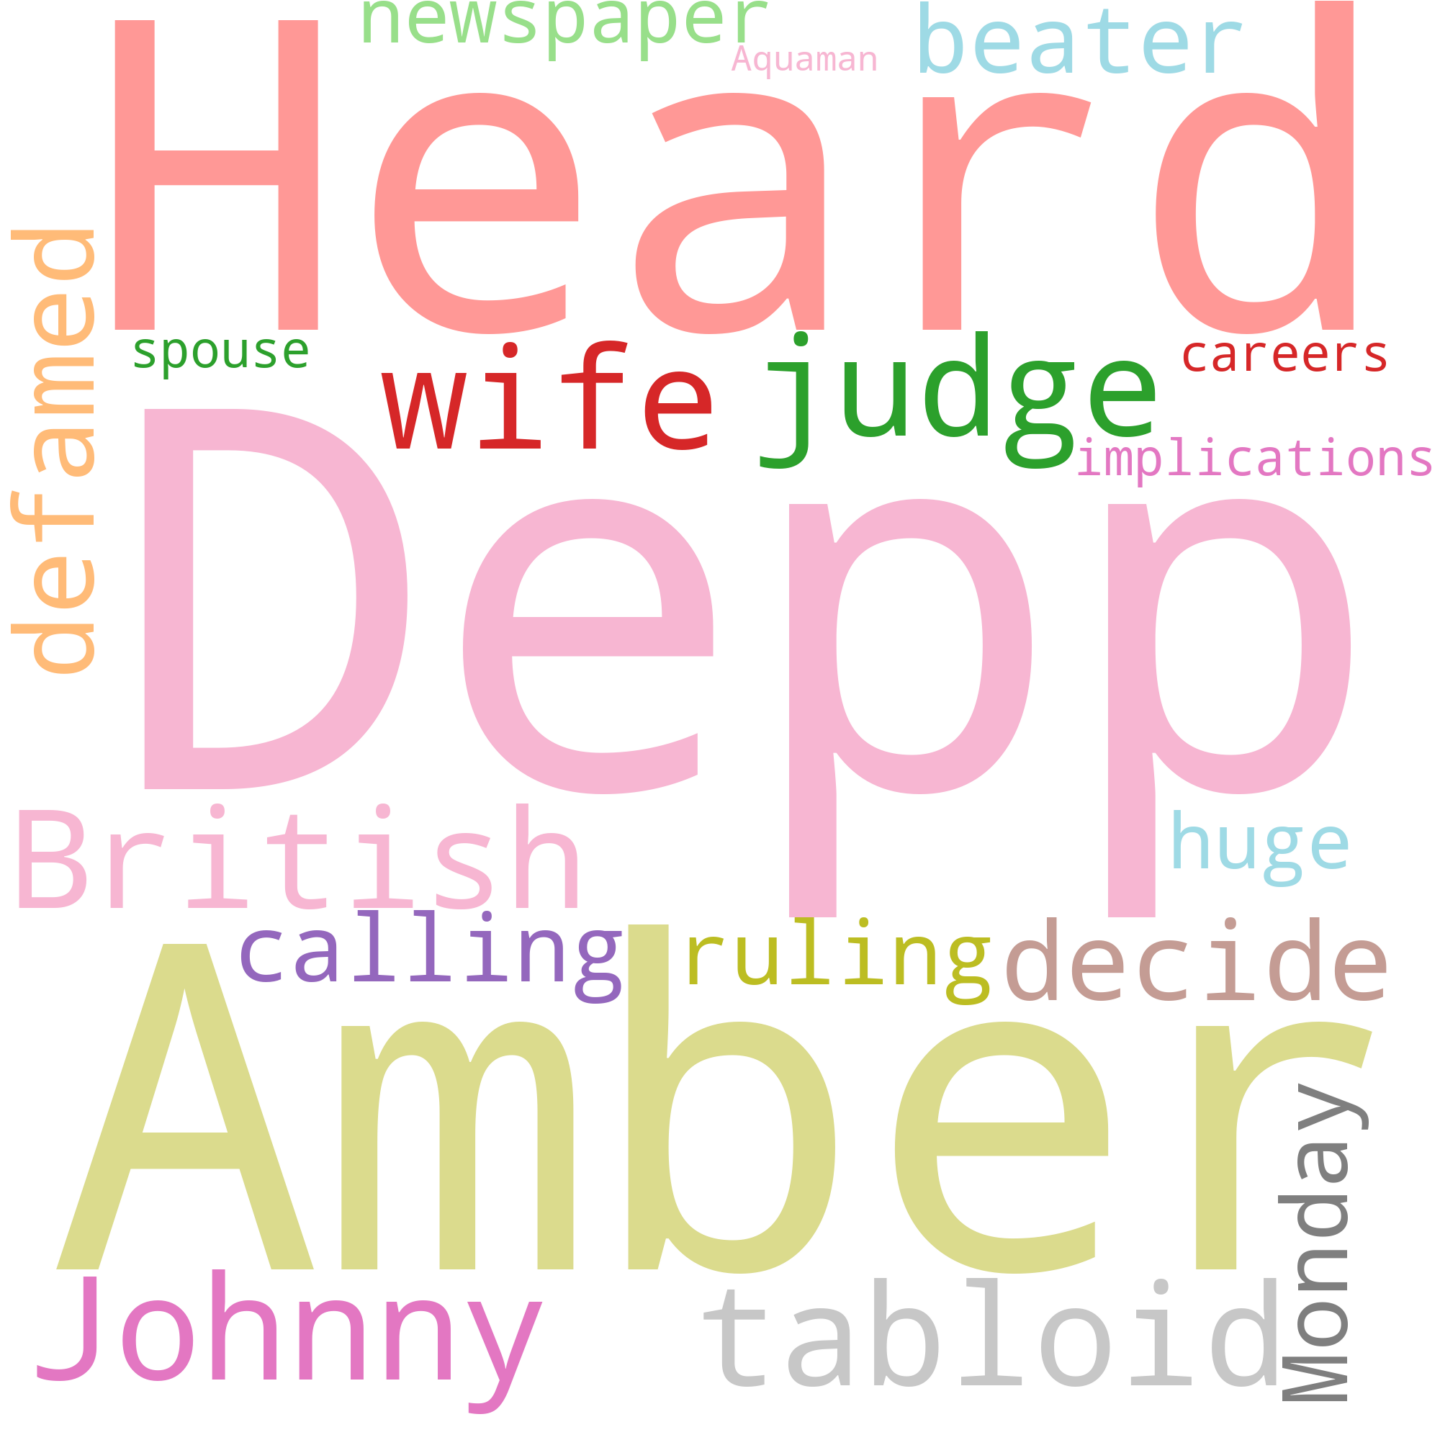 newspaper
Aquaman
beater
Heard
defamed
spouse
wife
judge
careers
implications
Depp
British
huge
calling
ruling
decide
Amber
Monday
Johnny
tabloid